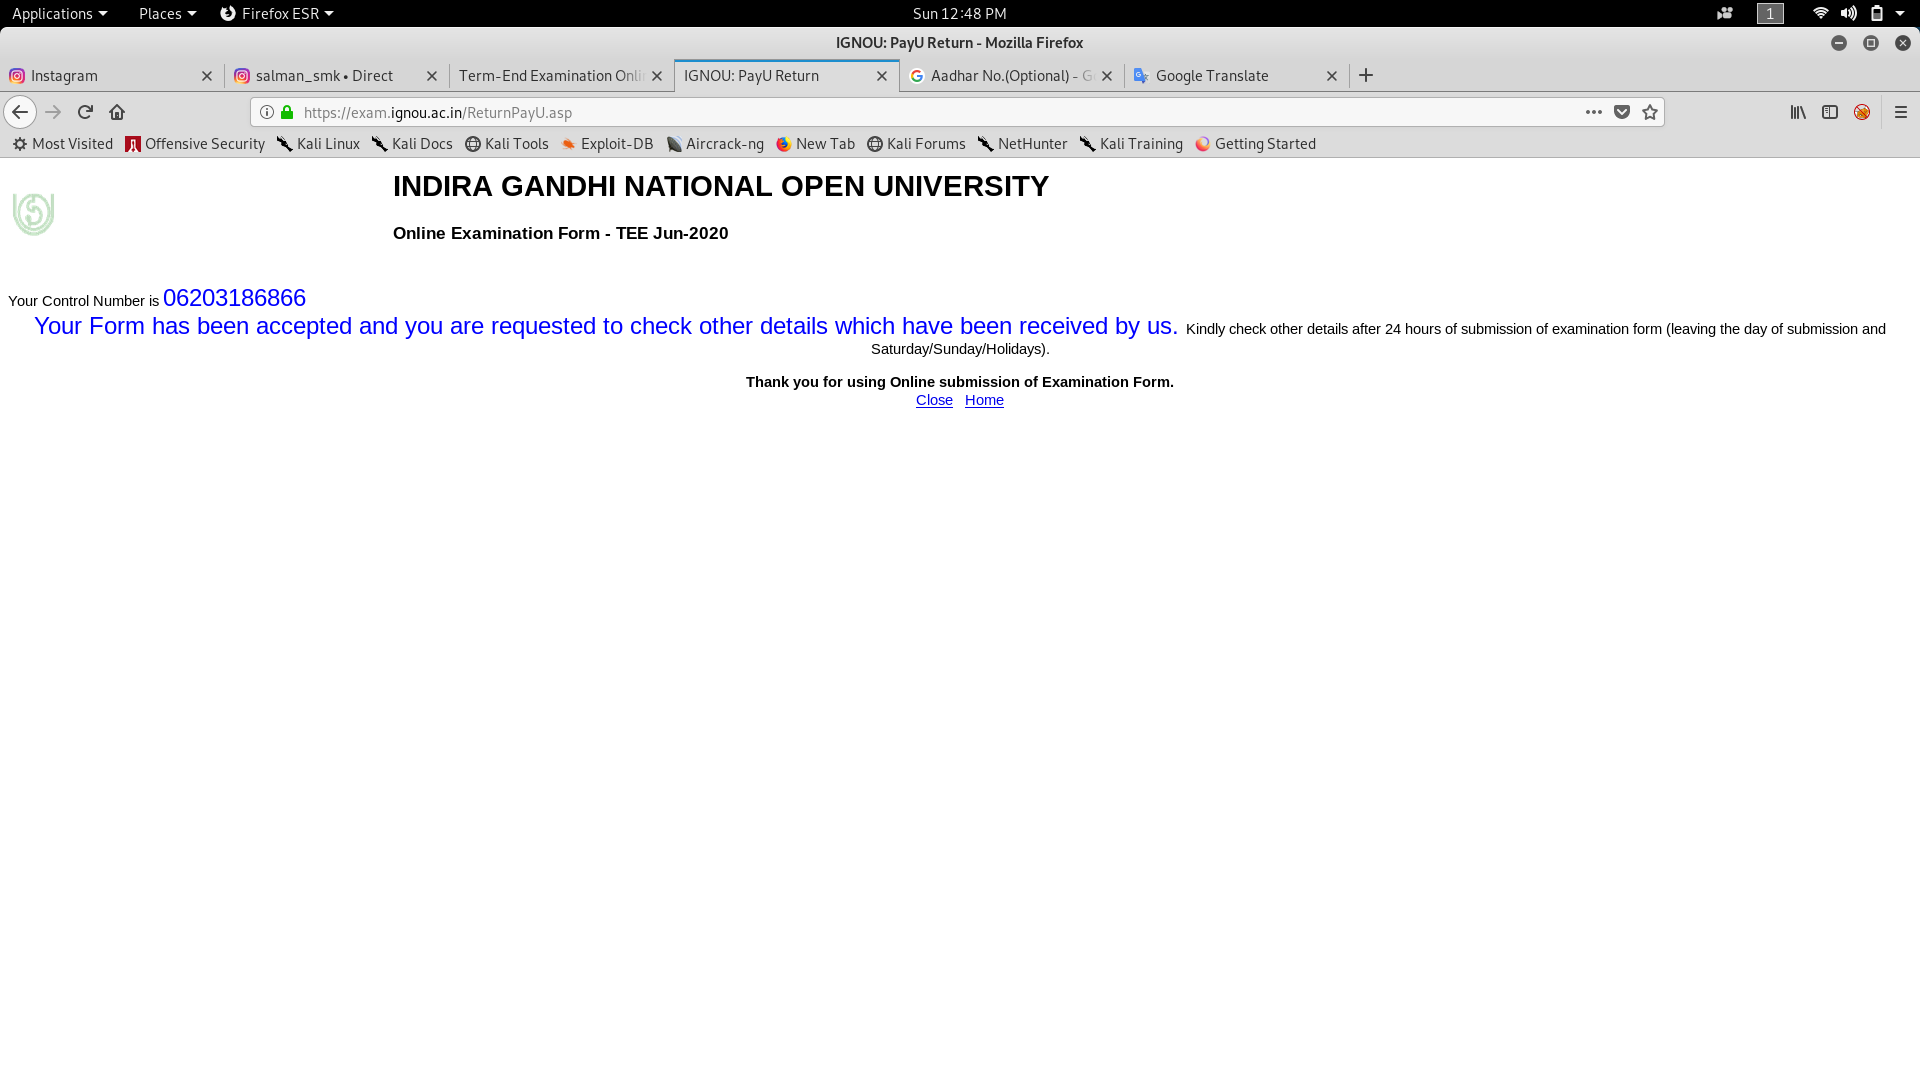 Applications Places Firefox ESR Sun 12:48 PM 1
IGNOU: PayU Return - Mozilla Firefox
Instagram salman_smk • Direct Term-End Examination Onli IGNOU: PayU Return Aadhar No.(Optional) - G Google Translate
https://exam.ignou.ac.in/ReturnPayU.asp
Most Visited Offensive Security Kali Linux Kali Docs Kali Tools Exploit-DB Aircrack-ng New Tab Kali Forums NetHunter Kali Training Getting Started
INDIRA GANDHI NATIONAL OPEN UNIVERSITY
Online Examination Form - TEE Jun-2020
Your Control Number is 06203186866
Your Form has been accepted and you are requested to check other details which have been received by us. Kindly check other details after 24 hours of submission of examination form (leaving the day of submission and
Saturday/Sunday/Holidays).
Thank you for using Online submission of Examination Form.
Close Home